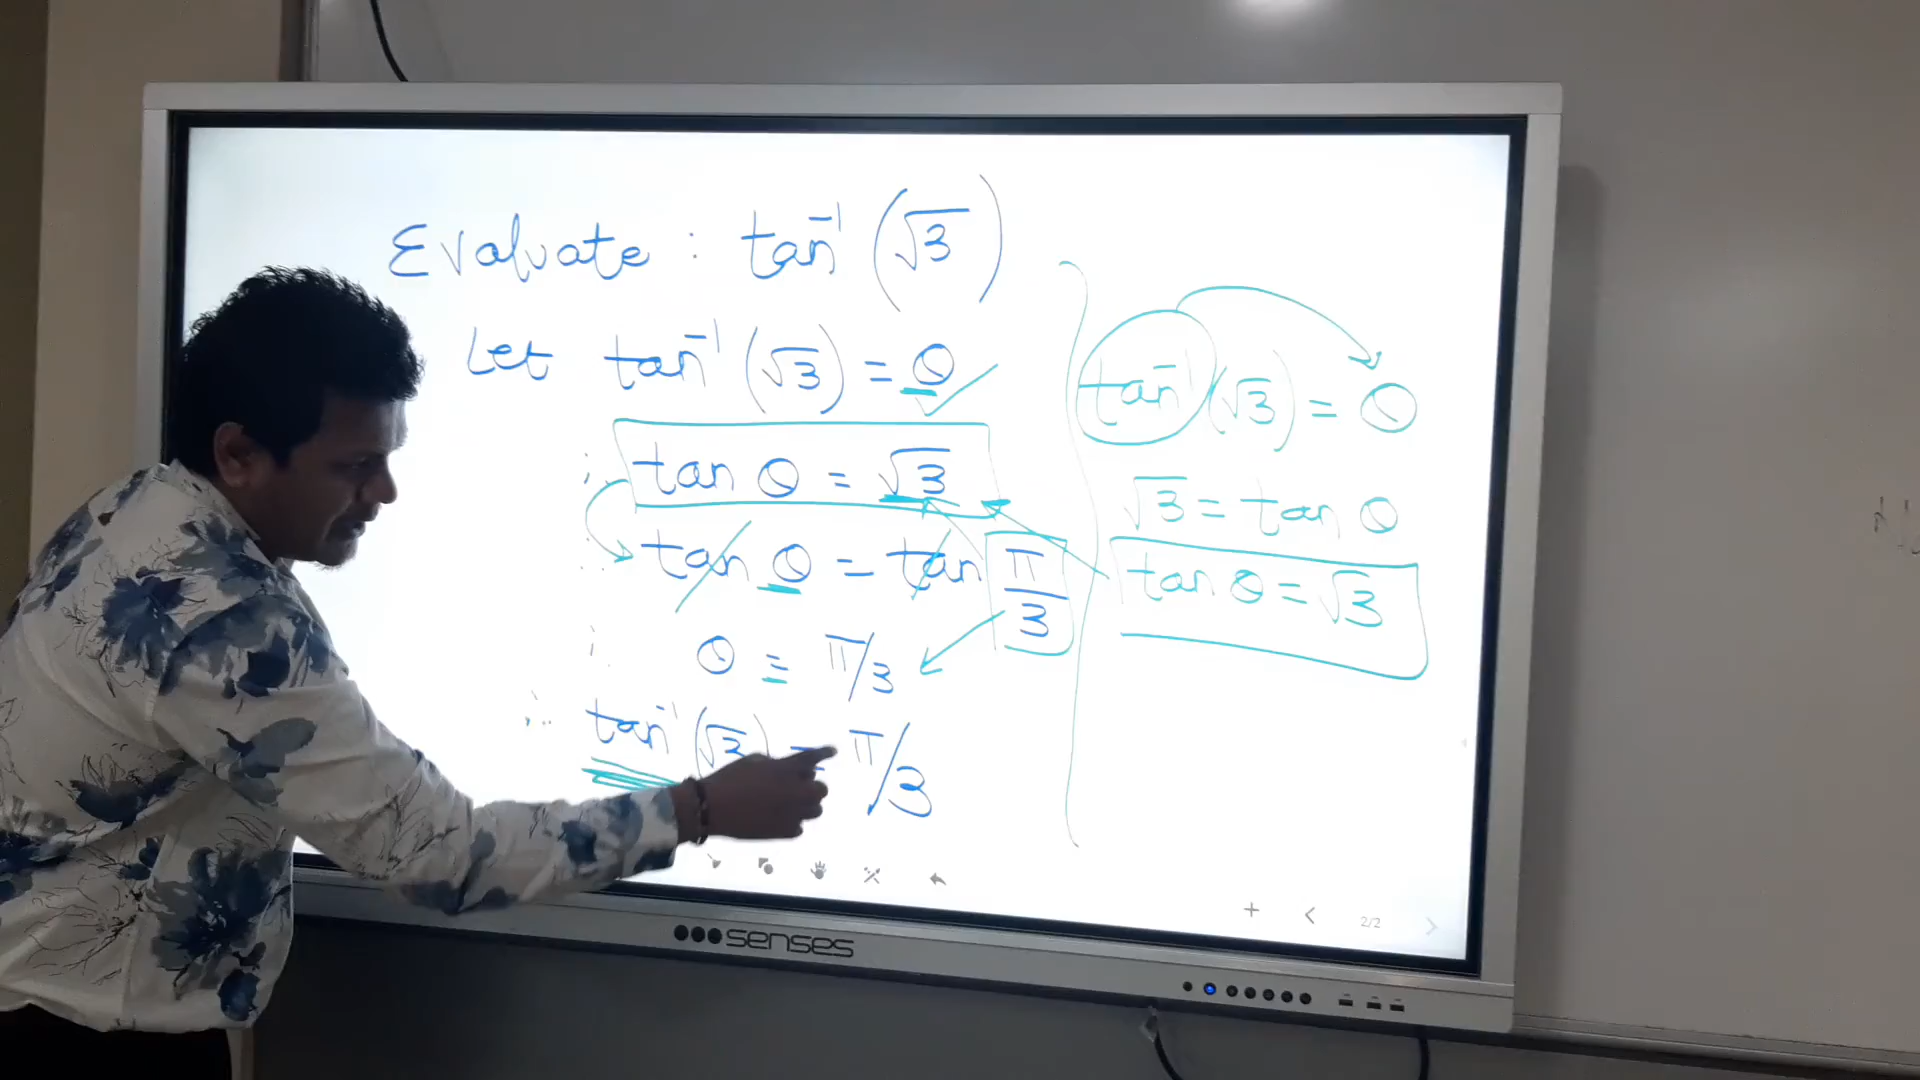 Evaluate : tan⁻¹ (√3)
Let tan⁻¹ (√3) = θ
∴ tan θ = √3
∴ tan θ = tan π/3
∴ θ = π/3
∴ tan⁻¹ (√3) = π/3
tan⁻¹ (√3) = θ
√3 = tan θ
tan θ = √3
2/2
senses